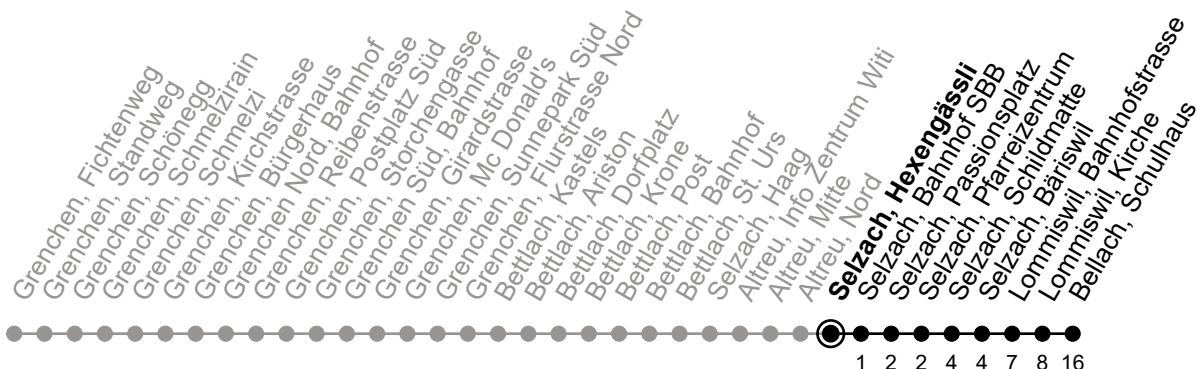 Grenchen, Fichtenweg
Grenchen, Standweg
Grenchen, Schönegg
Grenchen, Schmelzirain
Grenchen, Schmelzi
Grenchen, Kirchstrasse
Grenchen, Bürgerhaus
Grenchen Nord, Bahnhof
Grenchen, Reibenstrasse
Grenchen, Postplatz Süd
Grenchen, Storchengasse
Grenchen Süd, Bahnhof
Grenchen, Girardstrasse
Grenchen, Mc Donald's
Grenchen, Sunnepark Süd
Grenchen, Flurstrasse Nord
Bettlach, Kastels
Bettlach, Ariston
Bettlach, Dorfplatz
Bettlach, Krone
Bettlach, Post
Bettlach, Bahnhof
Bettlach, St. Urs
Selzach, Haag
Altreu, Info Zentrum Witi
Altreu, Mitte
Altreu, Nord
Selzach, Hexengässli
Selzach, Bahnhof SBB
Selzach, Passionsplatz
Selzach, Pfarreizentrum
Selzach, Schildmatte
Selzach, Bäriswil
Lommiswil, Bahnhofstrasse
Lommiswil, Kirche
Bellach, Schulhaus
1 2 2 4 4 7 8 16